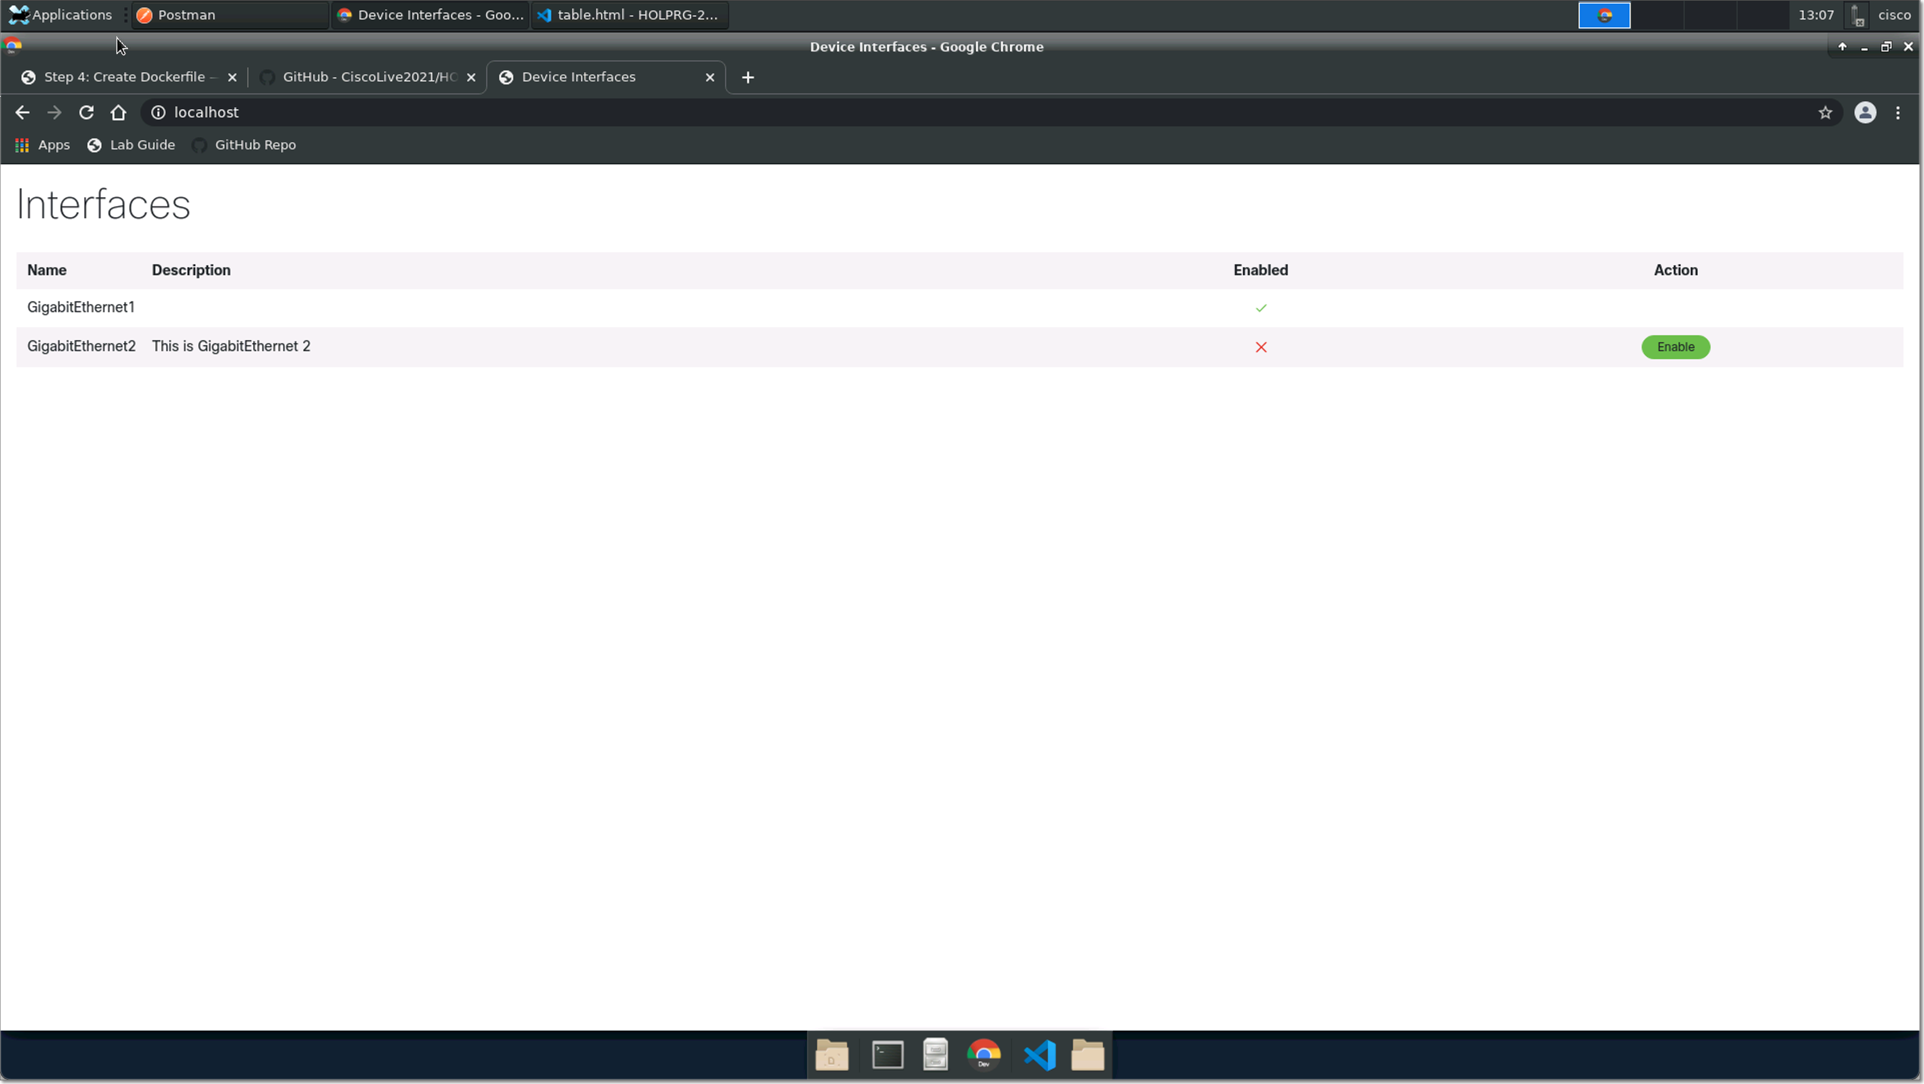 Applications Postman Device Interfaces - Goo... table.html - HOLPRG-2... 13:07 cisco
Device Interfaces - Google Chrome
Step 4: Create Dockerfile – GitHub - CiscoLive2021/HO Device Interfaces
localhost
Apps Lab Guide GitHub Repo
Interfaces
Name Description Enabled Action
GigabitEthernet1
GigabitEthernet2 This is GigabitEthernet 2 Enable
D Dev